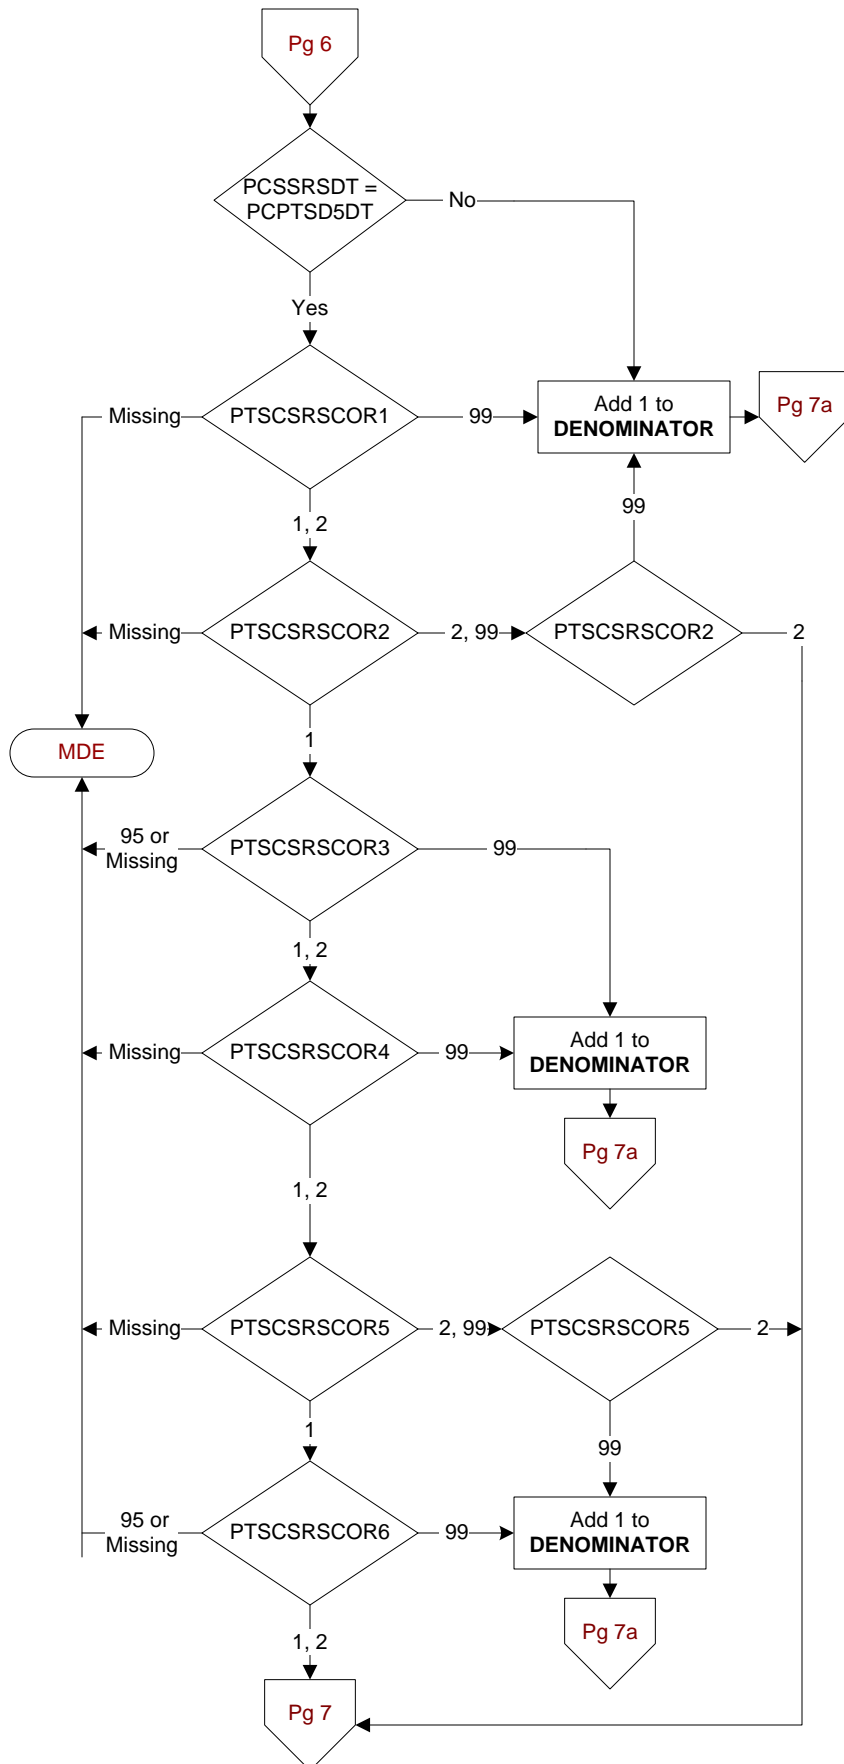 Pg 6
PCSSRSDT =
PCPTSD5DT
No
Yes
Missing
PTSCSRSCOR1
99
Add 1 to
DENOMINATOR
Pg 7a
1, 2
99
Missing
PTSCSRSCOR2
2, 99
PTSCSRSCOR2
2
MDE
1
95 or
Missing
PTSCSRSCOR3
99
1, 2
Missing
PTSCSRSCOR4
99
Add 1 to
DENOMINATOR
Pg 7a
1, 2
Missing
PTSCSRSCOR5
2, 99
PTSCSRSCOR5
2
1
99
95 or
Missing
PTSCSRSCOR6
99
Add 1 to
DENOMINATOR
Pg 7a
1, 2
Pg 7